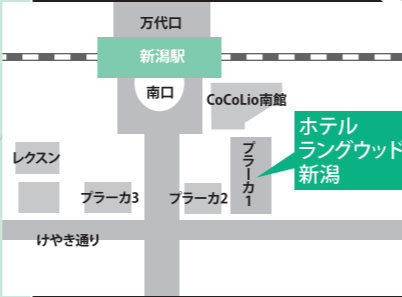 万代口
新潟駅
南口
CoCoLio南館
ホテル
ラングウッド
新潟
レクスン
プラーカ3
プラーカ2
プラーカ1
けやき通り